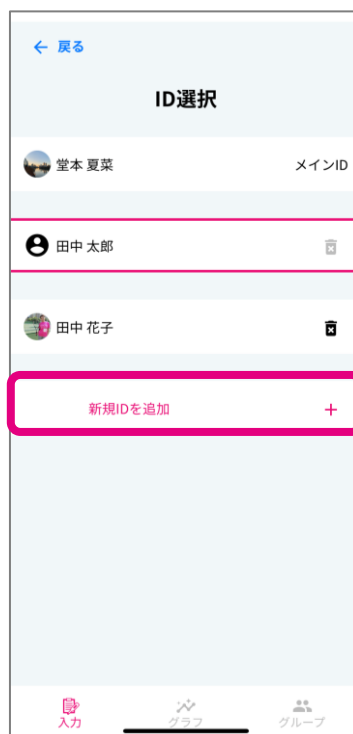 ← 戻る
ID選択
堂本 夏菜 メインID
田中 太郎
田中 花子
新規IDを追加 +
入力 グラフ グループ